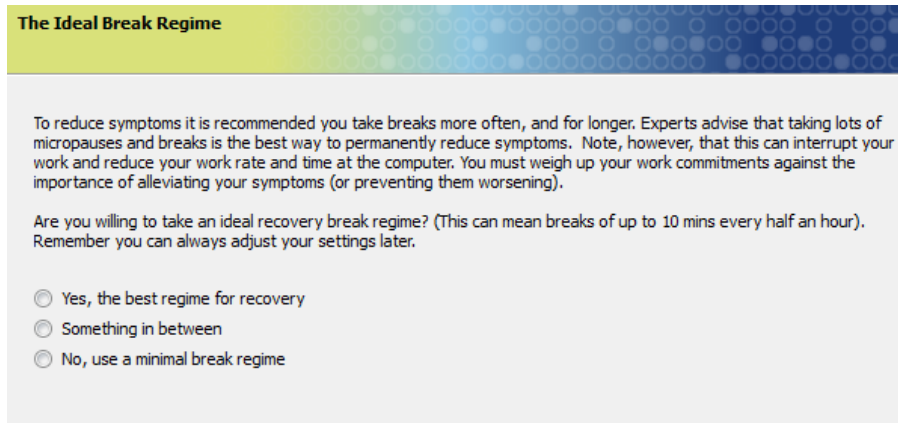 The Ideal Break Regime
To reduce symptoms it is recommended you take breaks more often, and for longer. Experts advise that taking lots of
micropauses and breaks is the best way to permanently reduce symptoms.  Note, however, that this can interrupt your
work and reduce your work rate and time at the computer. You must weigh up your work commitments against the
importance of alleviating your symptoms (or preventing them worsening).
Are you willing to take an ideal recovery break regime? (This can mean breaks of up to 10 mins every half an hour).
Remember you can always adjust your settings later.
Yes, the best regime for recovery
Something in between
No, use a minimal break regime